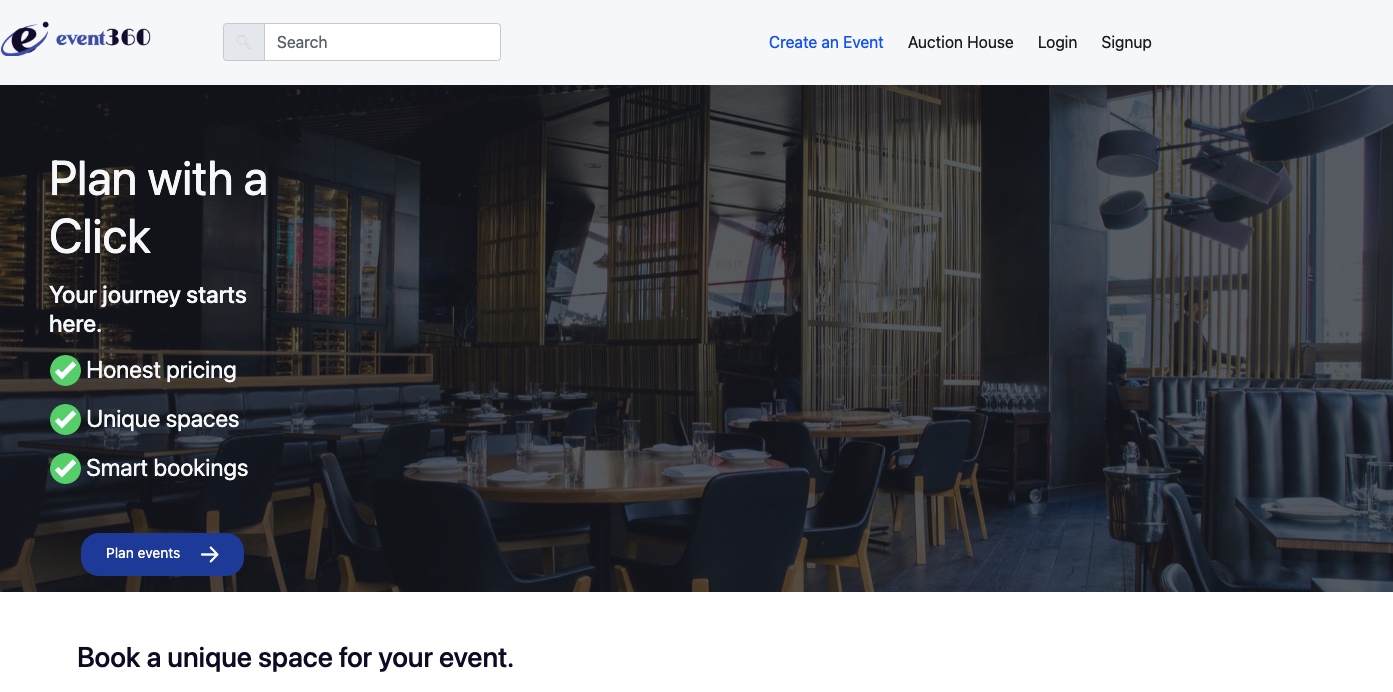 event360
Search
Create an Event Auction House Login Signup
Plan with a
Click
Your journey starts
here.
Honest pricing
Unique spaces
Smart bookings
Plan events
Book a unique space for your event.